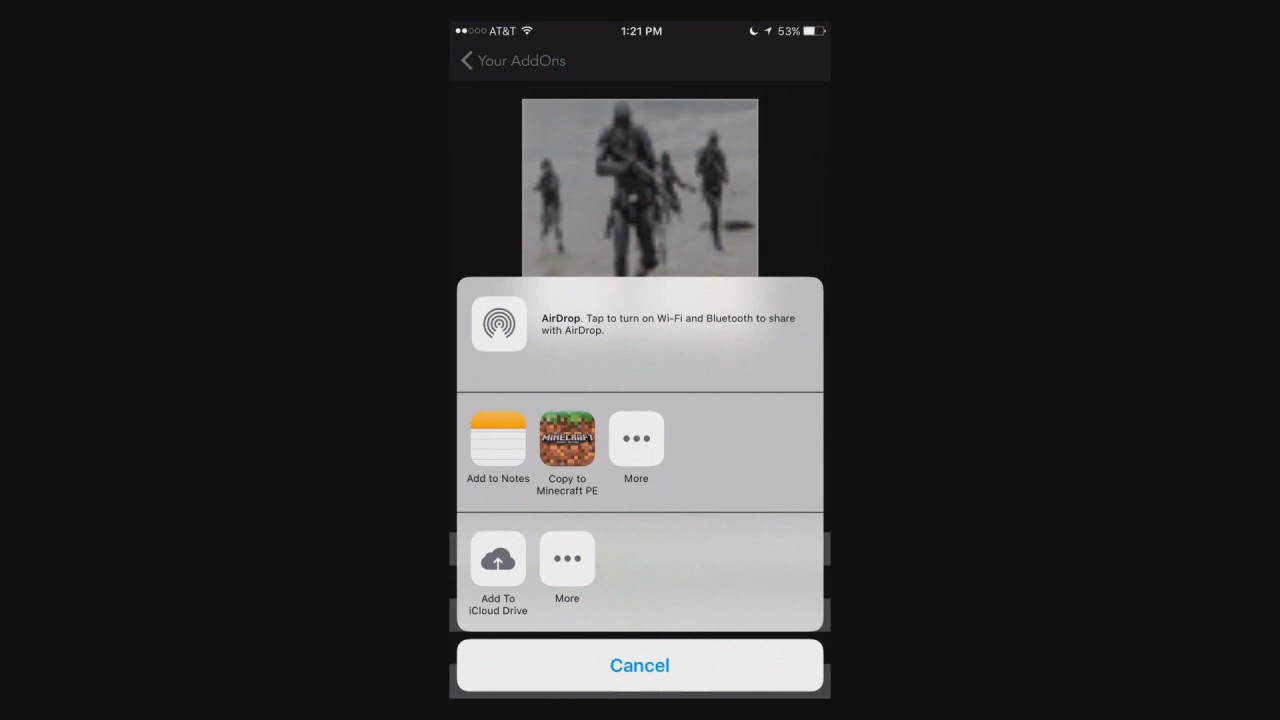 AT&T 1:21 PM 53%
Your AddOns
AirDrop. Tap to turn on Wi-Fi and Bluetooth to share
with AirDrop.
MINECRAFT
Add to Notes
Copy to
Minecraft PE
More
Add To
iCloud Drive
More
Cancel